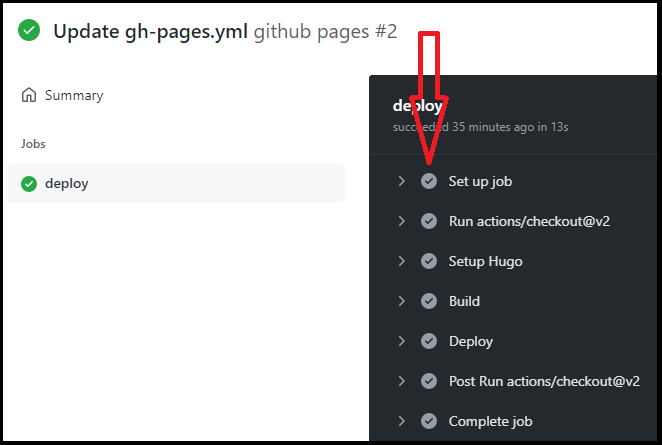 Update gh-pages.yml github pages #2
Summary
Jobs
deploy
deploy
succeeded 35 minutes ago in 13s
Set up job
Run actions/checkout@v2
Setup Hugo
Build
Deploy
Post Run actions/checkout@v2
Complete job